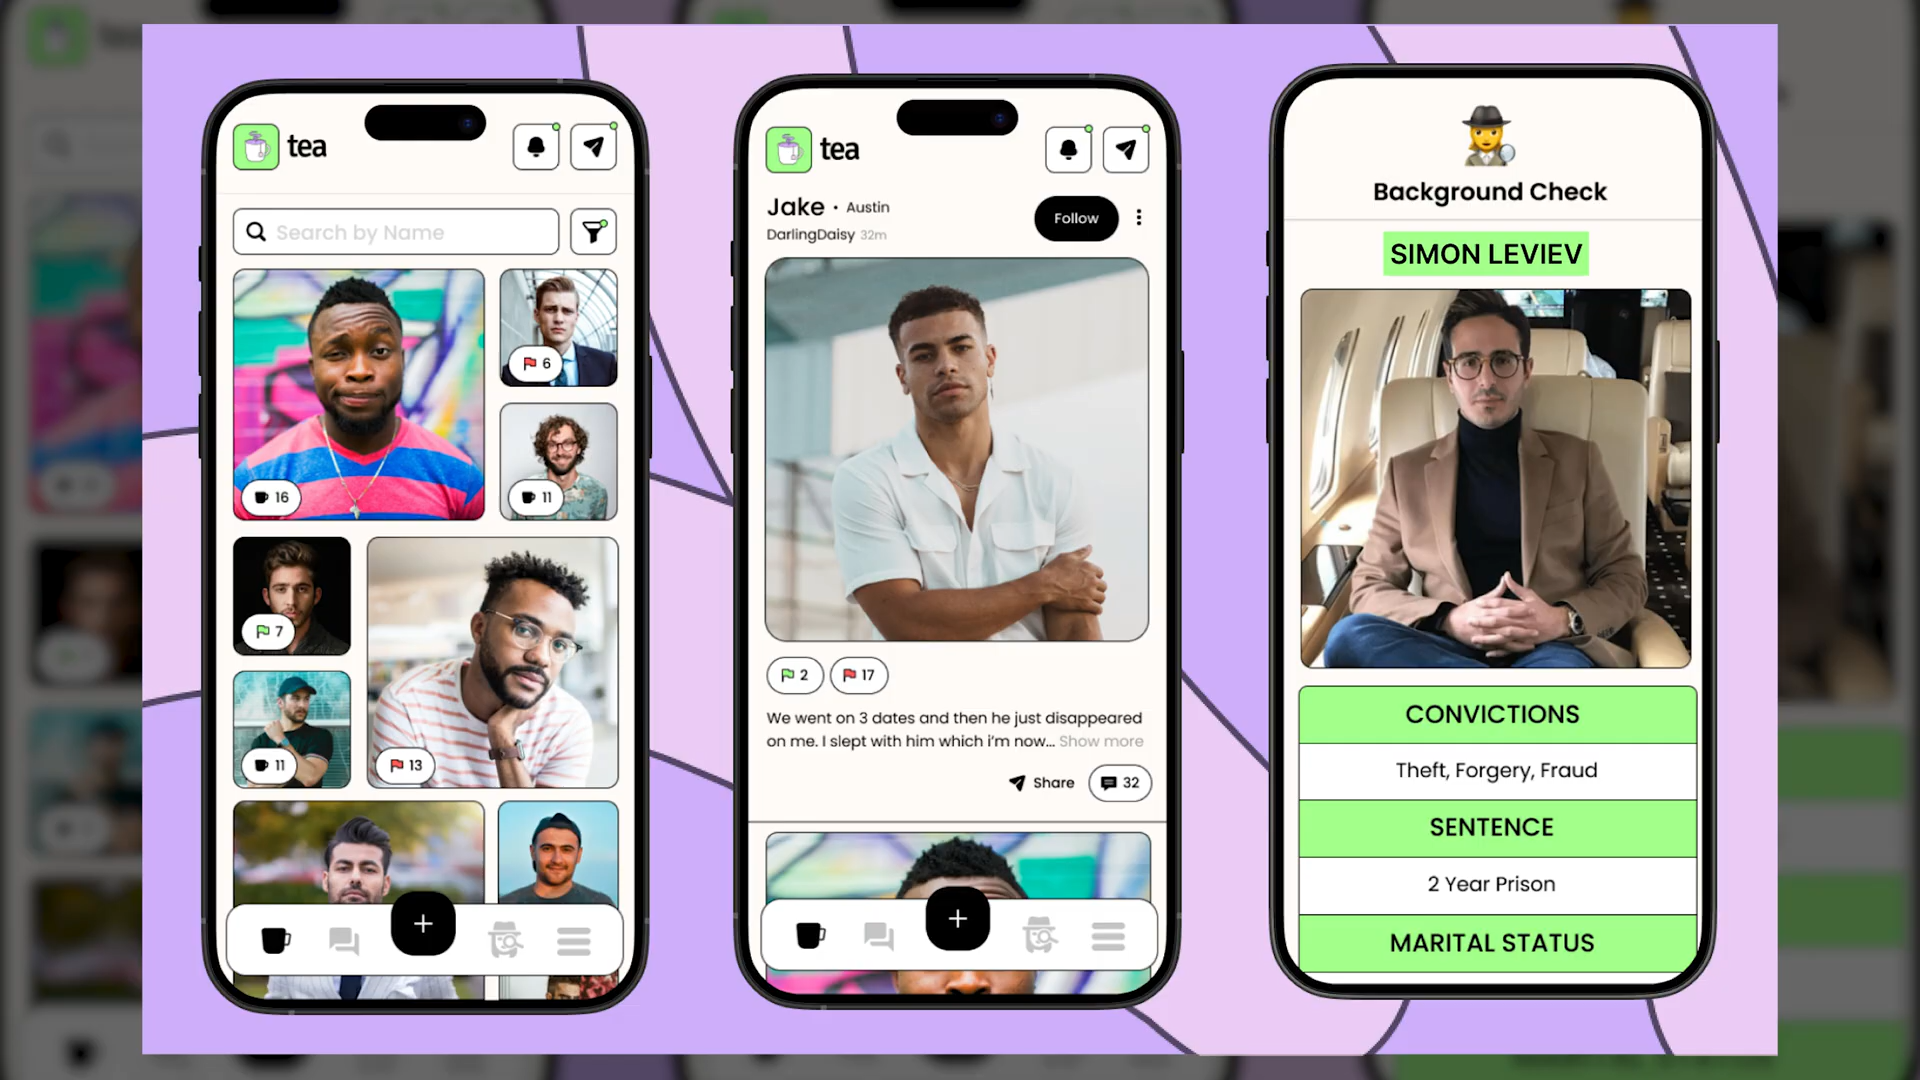 tea
Search by Name
16
6
11
7
13
11
tea
Jake · Austin
DarlingDaisy 32m
Follow
2
17
We went on 3 dates and then he just disappeared
on me. I slept with him which i'm now... Show more
Share
32
Background Check
SIMON LEVIEV
CONVICTIONS
Theft, Forgery, Fraud
SENTENCE
2 Year Prison
MARITAL STATUS